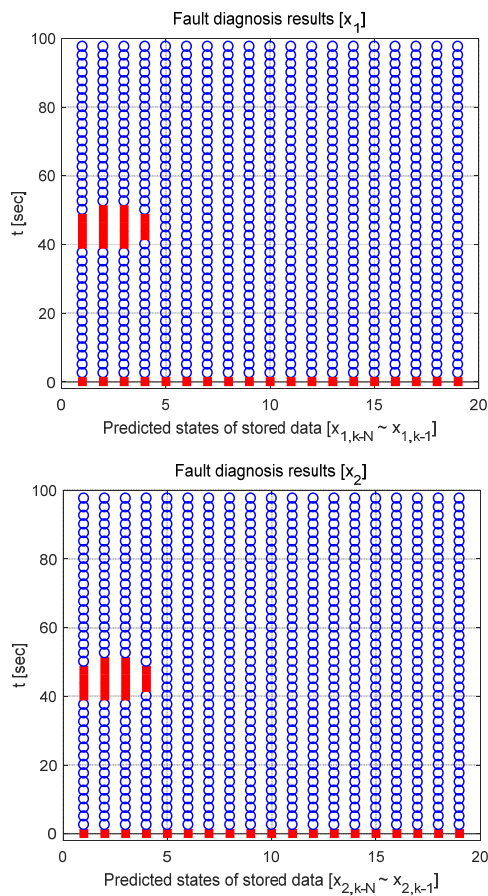 Fault diagnosis results [x1]
100
80
60
40
20
0
t [sec]
0 5 10 15 20
Predicted states of stored data [x1,k-N ~ x1,k-1]
Fault diagnosis results [x2]
100
80
60
40
20
0
t [sec]
0 5 10 15 20
Predicted states of stored data [x2,k-N ~ x2,k-1]